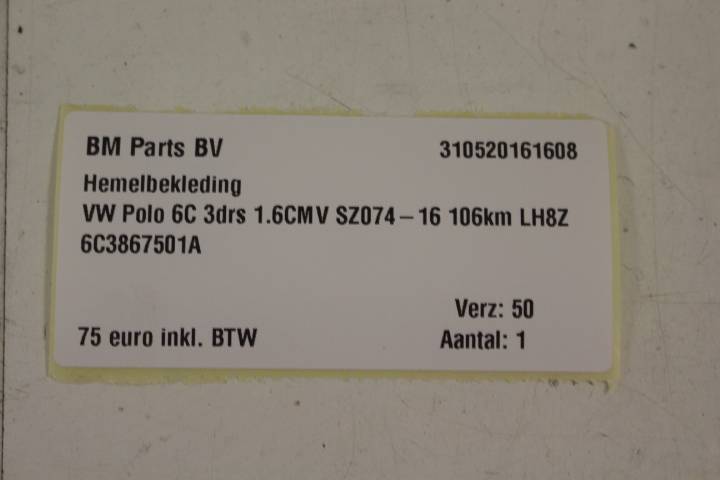 BM Parts BV 310520161608
Hemelbekleding
VW Polo 6C 3drs 1.6CMV SZ074 – 16 106km LH8Z
6C3867501A
Verz: 50
75 euro inkl. BTW Aantal: 1